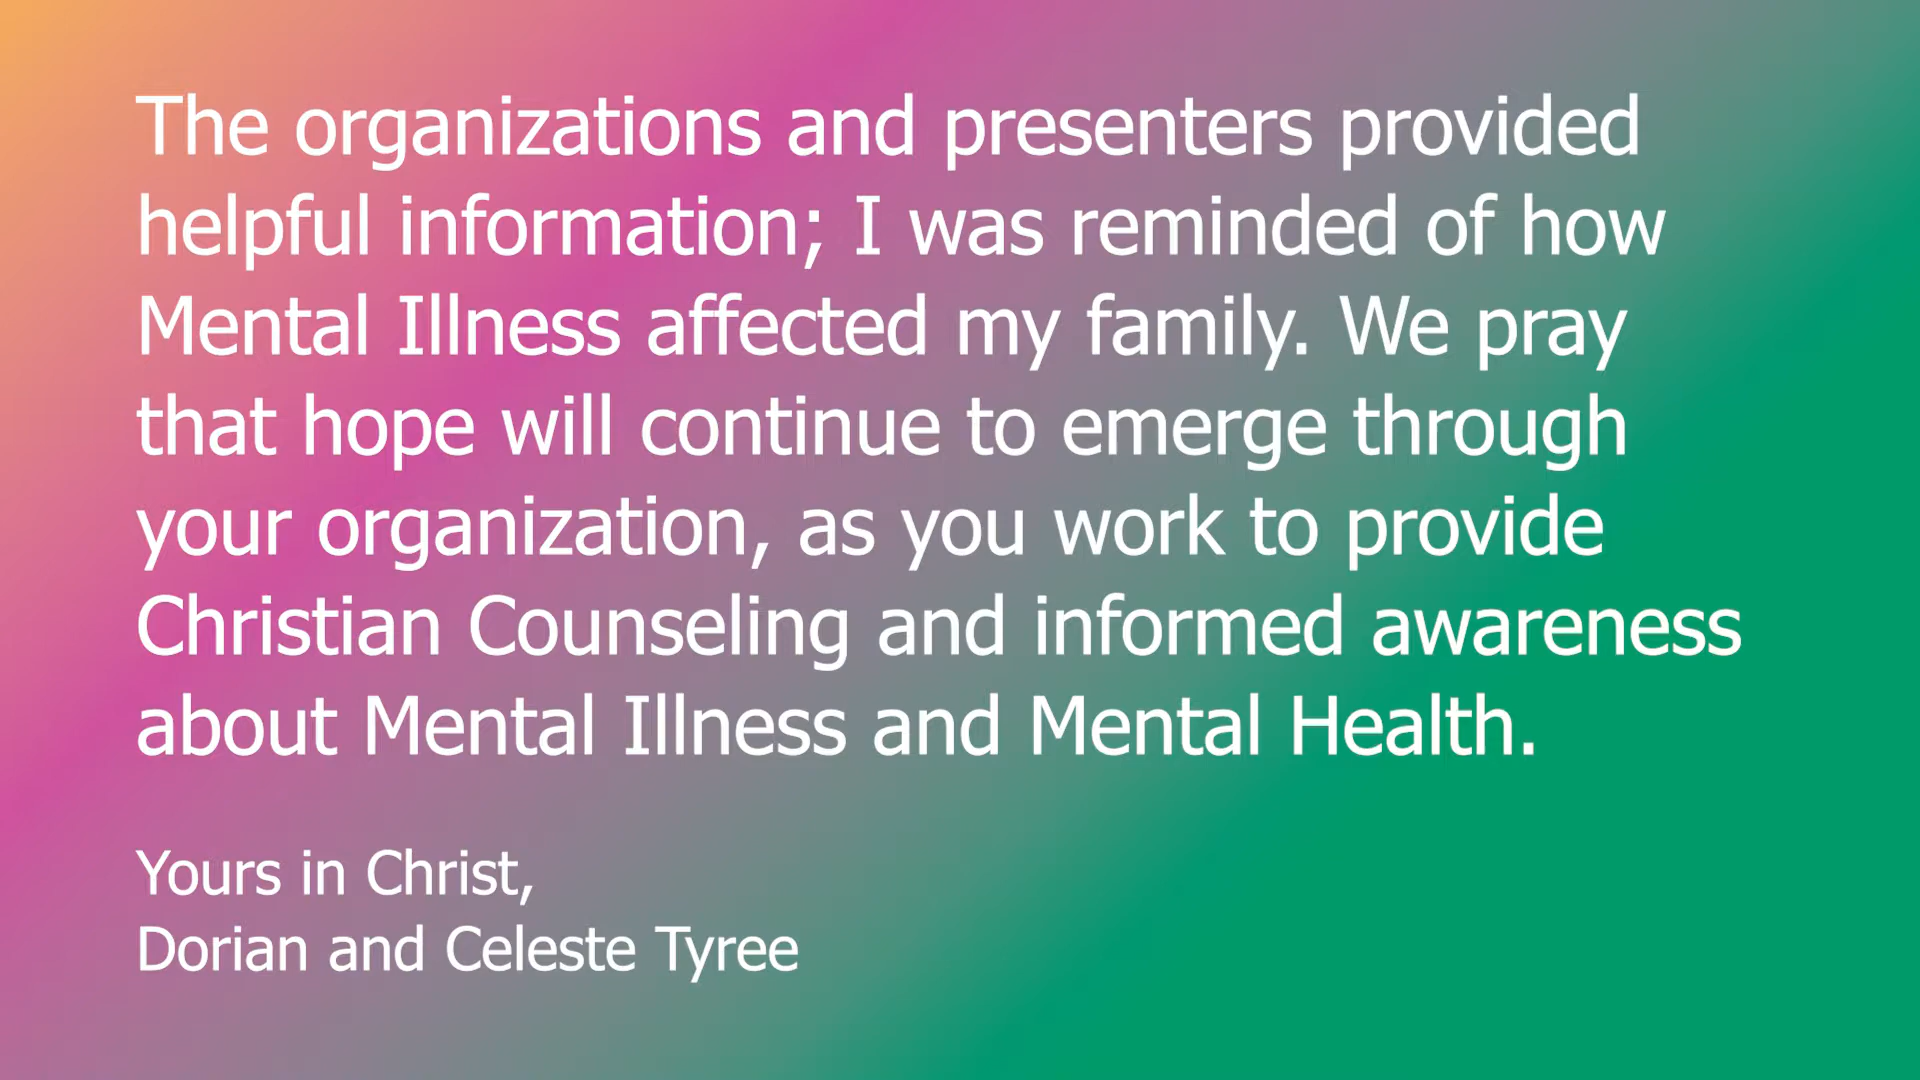 The organizations and presenters provided
helpful information; I was reminded of how
Mental Illness affected my family. We pray
that hope will continue to emerge through
your organization, as you work to provide
Christian Counseling and informed awareness
about Mental Illness and Mental Health.
Yours in Christ,
Dorian and Celeste Tyree